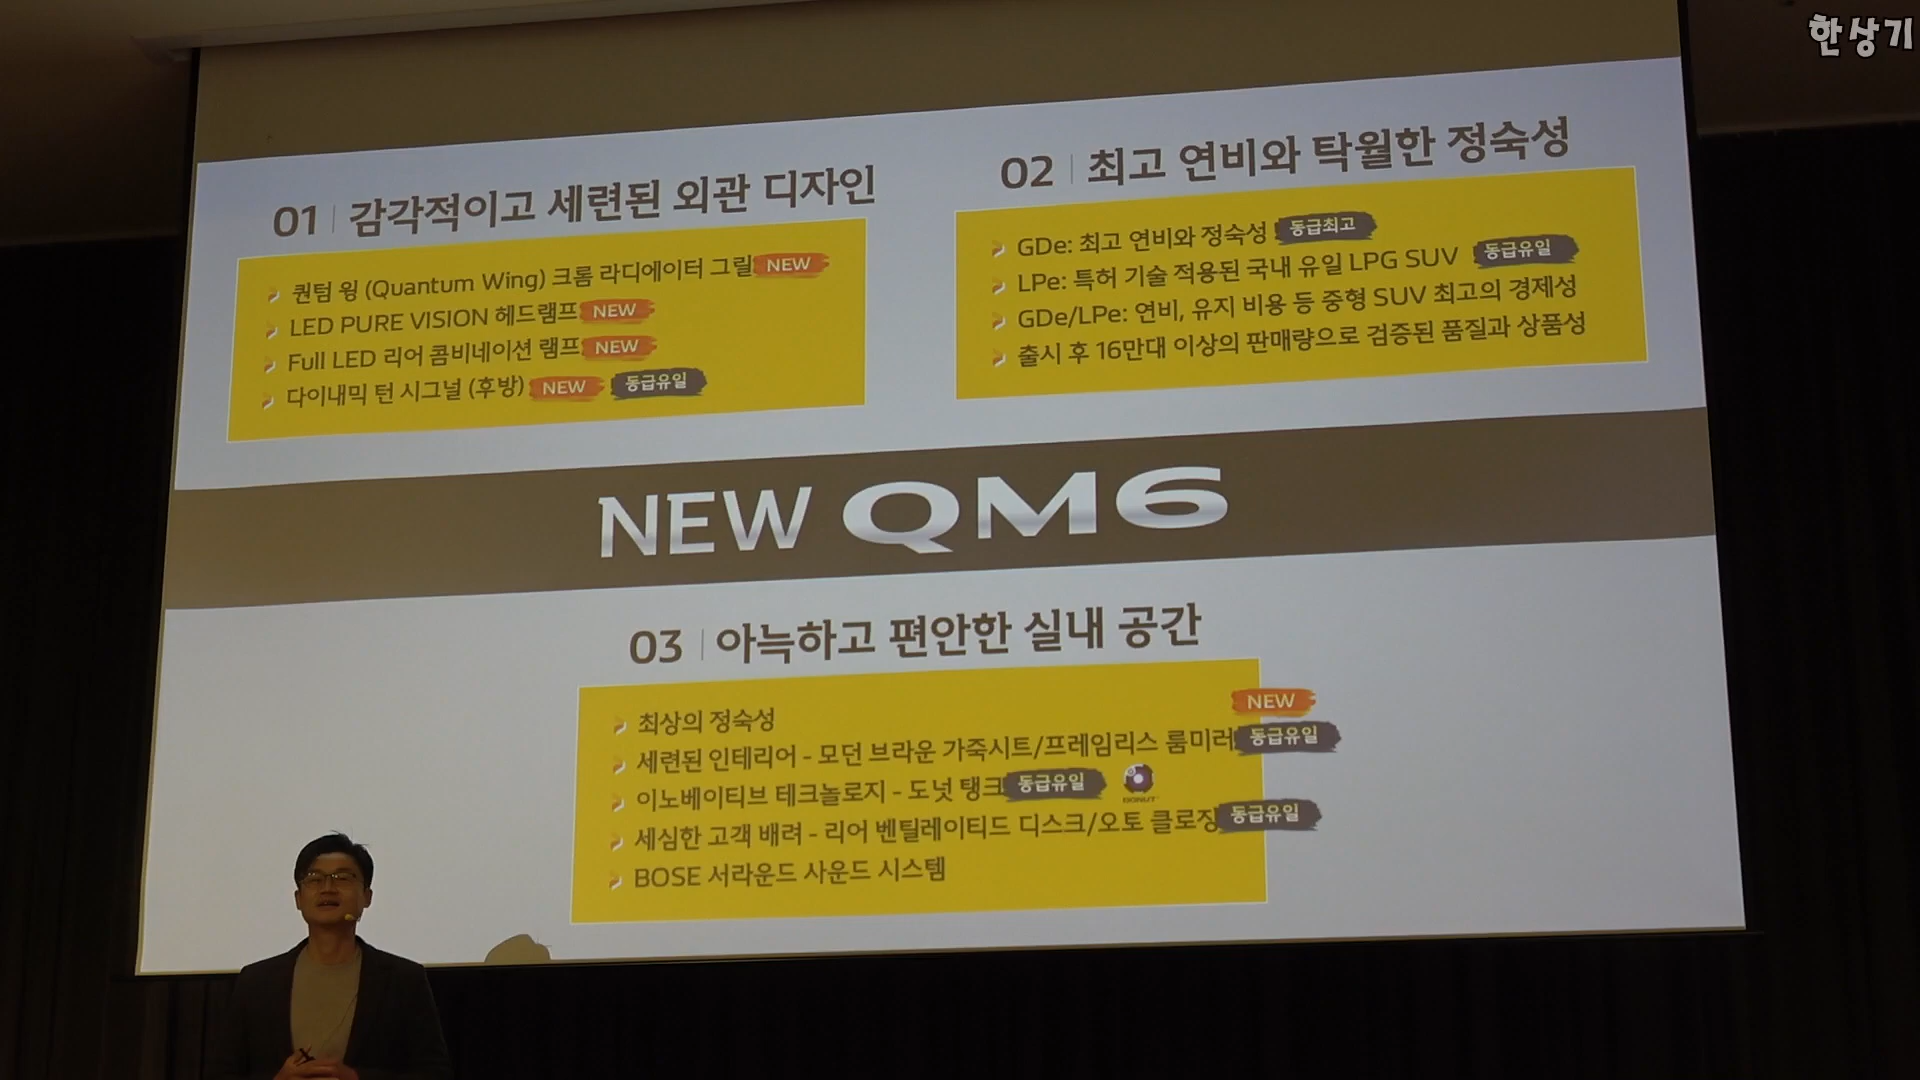 한상기
01 감각적이고 세련된 외관 디자인
퀀텀 윙 (Quantum Wing) 크롬 라디에이터 그릴 NEW
LED PURE VISION 헤드램프 NEW
Full LED 리어 콤비네이션 램프 NEW
다이내믹 턴 시그널 (후방) NEW 동급유일
02 최고 연비와 탁월한 정숙성
GDe: 최고 연비와 정숙성 동급최고
LPe: 특허 기술 적용된 국내 유일 LPG SUV 동급유일
GDe/LPe: 연비, 유지 비용 등 중형 SUV 최고의 경제성
출시 후 16만대 이상의 판매량으로 검증된 품질과 상품성
NEW QM6
03 아늑하고 편안한 실내 공간
최상의 정숙성
NEW
세련된 인테리어 - 모던 브라운 가죽시트/프레임리스 룸미러 동급유일
이노베이티브 테크놀로지 - 도넛 탱크 동급유일 DONUT
세심한 고객 배려 - 리어 벤틸레이티드 디스크/오토 클로징 동급유일
BOSE 서라운드 사운드 시스템